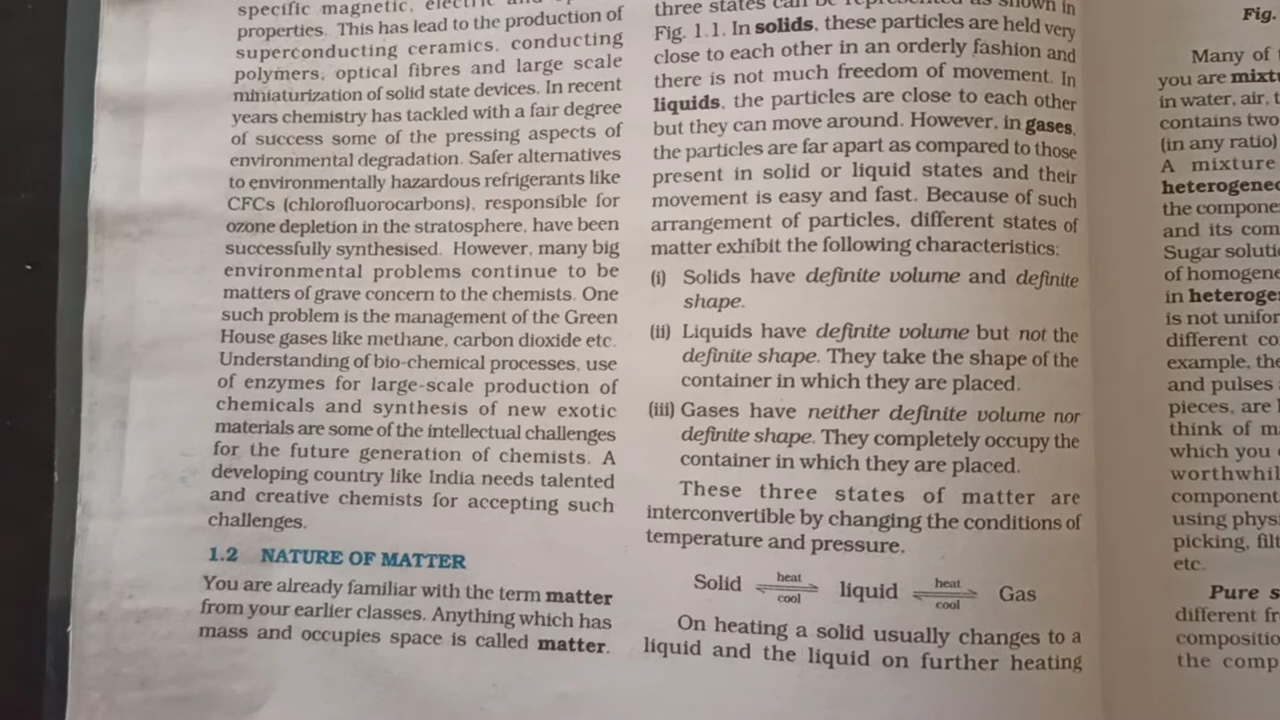 specific magnetic, electric and
properties. This has lead to the production of
superconducting ceramics, conducting
polymers, optical fibres and large scale
miniaturization of solid state devices. In recent
years chemistry has tackled with a fair degree
of success some of the pressing aspects of
environmental degradation. Safer alternatives
to environmentally hazardous refrigerants like
CFCs (chlorofluorocarbons), responsible for
ozone depletion in the stratosphere, have been
successfully synthesised. However, many big
environmental problems continue to be
matters of grave concern to the chemists. One
such problem is the management of the Green
House gases like methane, carbon dioxide etc.
Understanding of bio-chemical processes, use
of enzymes for large-scale production of
chemicals and synthesis of new exotic
materials are some of the intellectual challenges
for the future generation of chemists. A
developing country like India needs talented
and creative chemists for accepting such
challenges.
1.2 NATURE OF MATTER
You are already familiar with the term matter
from your earlier classes. Anything which has
mass and occupies space is called matter.
three states can be represented as shown in
Fig. 1.1. In solids, these particles are held very
close to each other in an orderly fashion and
there is not much freedom of movement. In
liquids, the particles are close to each other
but they can move around. However, in gases,
the particles are far apart as compared to those
present in solid or liquid states and their
movement is easy and fast. Because of such
arrangement of particles, different states of
matter exhibit the following characteristics:
(i) Solids have definite volume and definite
shape.
(ii) Liquids have definite volume but not the
definite shape. They take the shape of the
container in which they are placed.
(iii) Gases have neither definite volume nor
definite shape. They completely occupy the
container in which they are placed.
These three states of matter are
interconvertible by changing the conditions of
temperature and pressure.
Solid ⇌ heat cool liquid ⇌ heat cool Gas
On heating a solid usually changes to a
liquid and the liquid on further heating
Fig.
Many of
you are
in water, air,
contains two
(in any ratio)
A mixture
the
and its
Sugar
of
in
is not
different
example,
and pulses
pieces, are
think of
which you
using
picking,
etc.
Pure
different
the